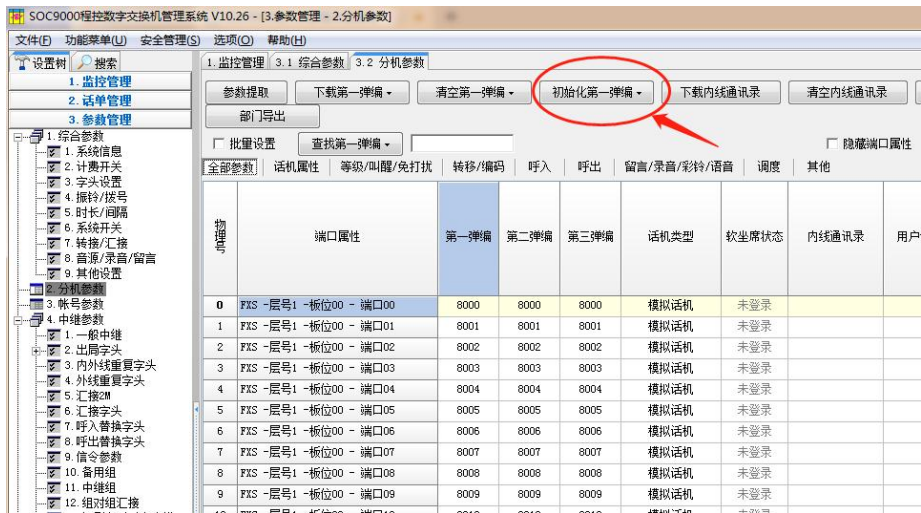 SOC9000程控数字交换机管理系统 V10.26 - [3.参数管理 - 2.分机参数]
文件(F) 功能菜单(U) 安全管理(S) 选项(O) 帮助(H)
设置树 搜索
1.监控管理
2.话单管理
3.参数管理
1.综合参数
1.系统信息
2.计费开关
3.字头设置
4.振铃/拨号
5.时长/间隔
6.系统开关
7.转接/汇接
8.音源/录音/留言
9.其他设置
2.分机参数
3.帐号参数
4.中继参数
1.一般中继
2.出局字头
3.内外线重复字头
4.外线重复字头
5.汇接2M
6.汇接字头
7.呼入替换字头
8.呼出替换字头
9.信令参数
10.备用组
11.中继组
12.组对组汇接
1.监控管理 3.1 综合参数 3.2 分机参数
参数提取 下载第一弹编 清空第一弹编 初始化第一弹编 下载内线通讯录 清空内线通讯录
部门导出
批量设置 查找第一弹编 隐藏端口属性
全部参数 话机属性 等级/叫醒/免打扰 转移/编码 呼入 呼出 留言/录音/彩铃/语音 调度 其他
物理号 端口属性 第一弹编 第二弹编 第三弹编 话机类型 软坐席状态 内线通讯录 用户
0 FXS -层号1 -板位00 - 端口00 8000 8000 8000 模拟话机 未登录
1 FXS -层号1 -板位00 - 端口01 8001 8001 8001 模拟话机 未登录
2 FXS -层号1 -板位00 - 端口02 8002 8002 8002 模拟话机 未登录
3 FXS -层号1 -板位00 - 端口03 8003 8003 8003 模拟话机 未登录
4 FXS -层号1 -板位00 - 端口04 8004 8004 8004 模拟话机 未登录
5 FXS -层号1 -板位00 - 端口05 8005 8005 8005 模拟话机 未登录
6 FXS -层号1 -板位00 - 端口06 8006 8006 8006 模拟话机 未登录
7 FXS -层号1 -板位00 - 端口07 8007 8007 8007 模拟话机 未登录
8 FXS -层号1 -板位00 - 端口08 8008 8008 8008 模拟话机 未登录
9 FXS -层号1 -板位00 - 端口09 8009 8009 8009 模拟话机 未登录